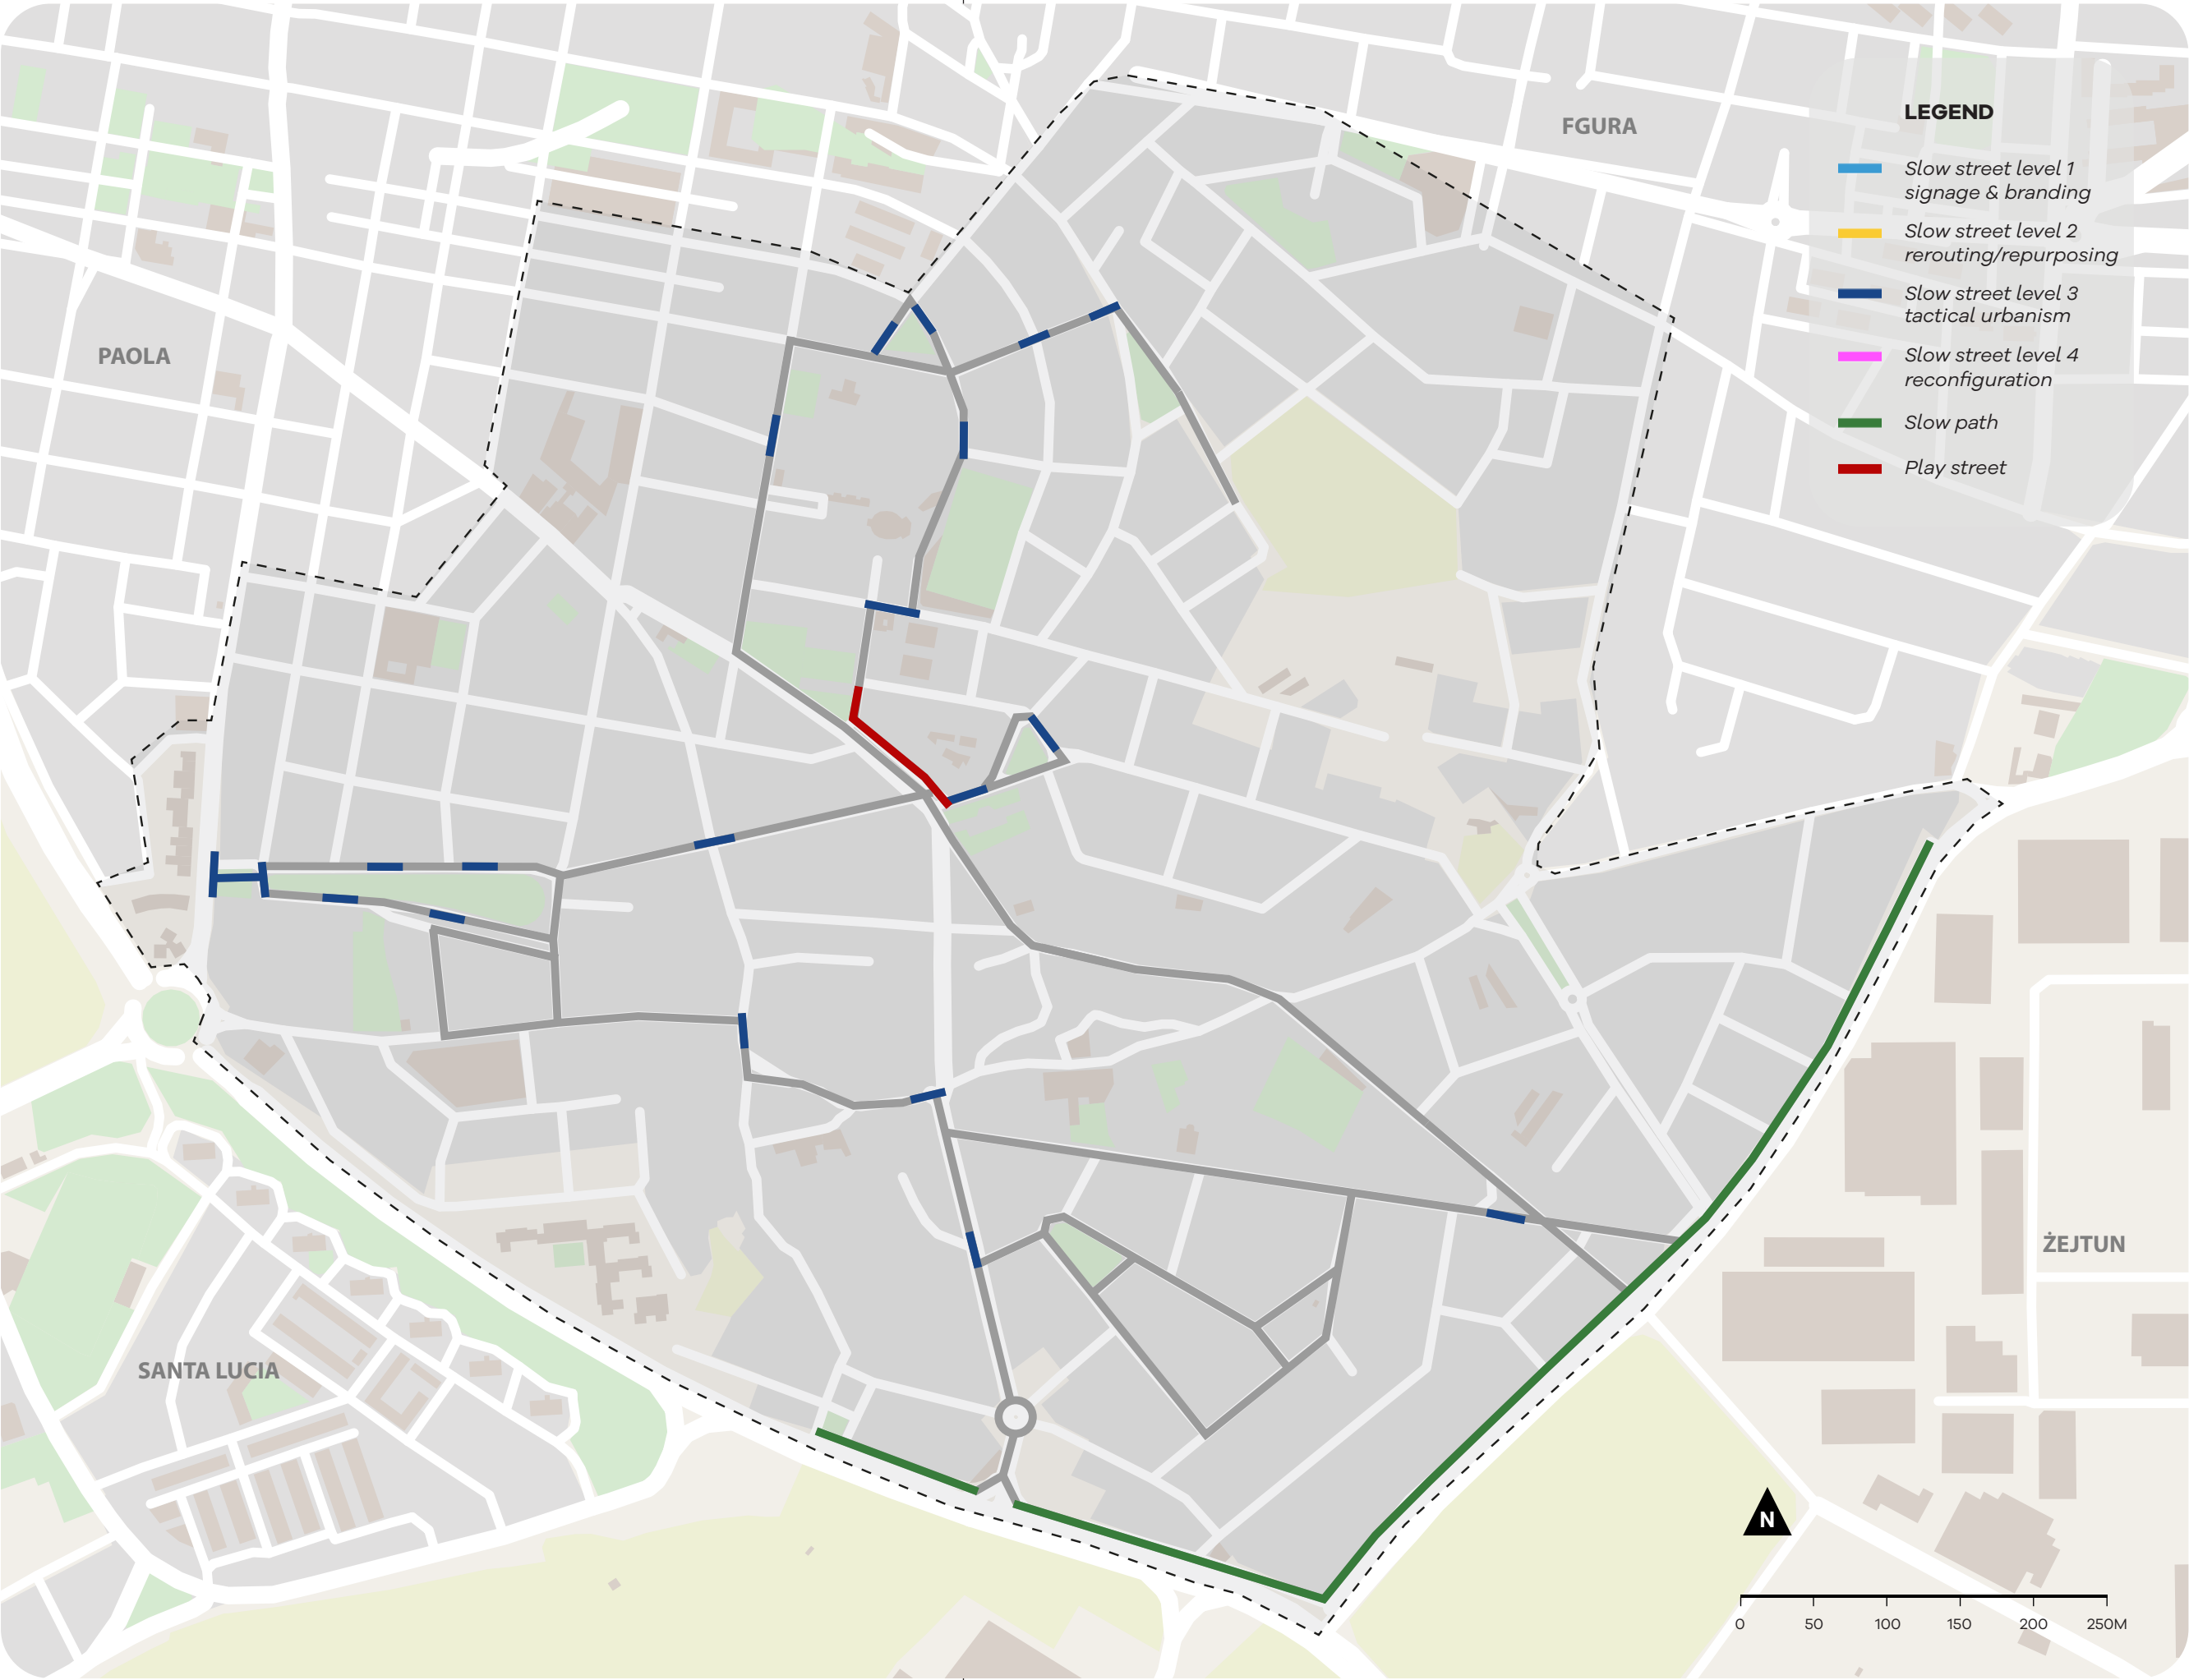 LEGEND
Slow street level 1
signage & branding
Slow street level 2
rerouting/repurposing
Slow street level 3
tactical urbanism
Slow street level 4
reconfiguration
Slow path
Play street
FGURA
PAOLA
ŻEJTUN
SANTA LUCIA
N
0 50 100 150 200 250M